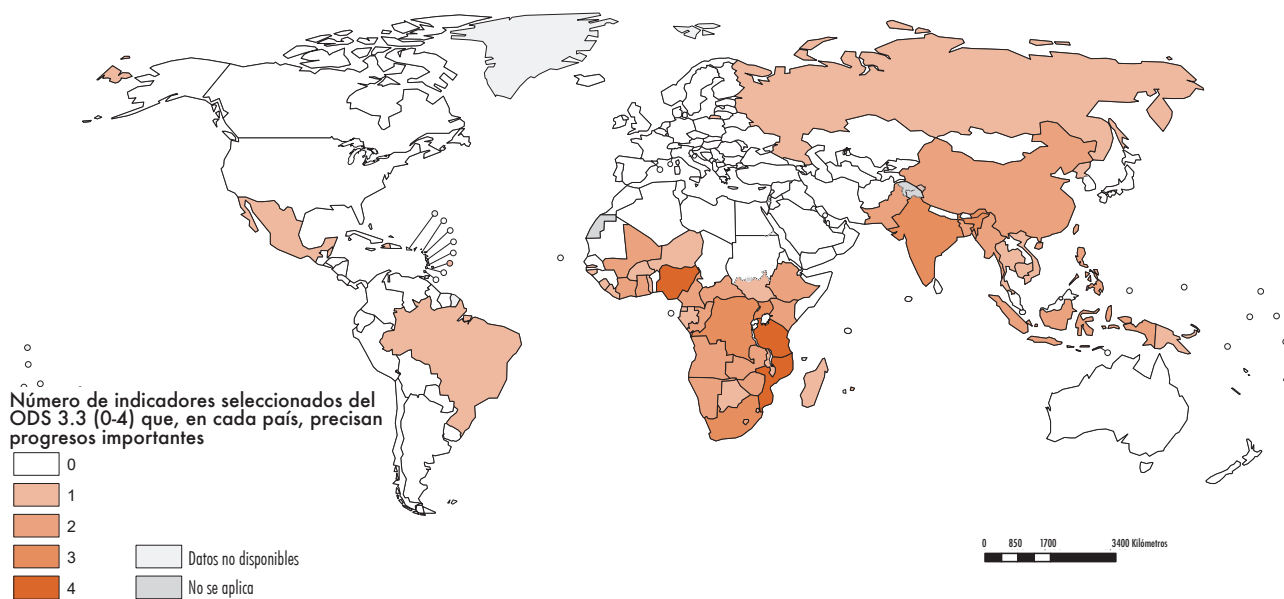 Número de indicadores seleccionados del
ODS 3.3 (0-4) que, en cada país, precisan
progresos importantes
0
1
2
3
4
Datos no disponibles
No se aplica
0 850 1700 3400 Kilómetros